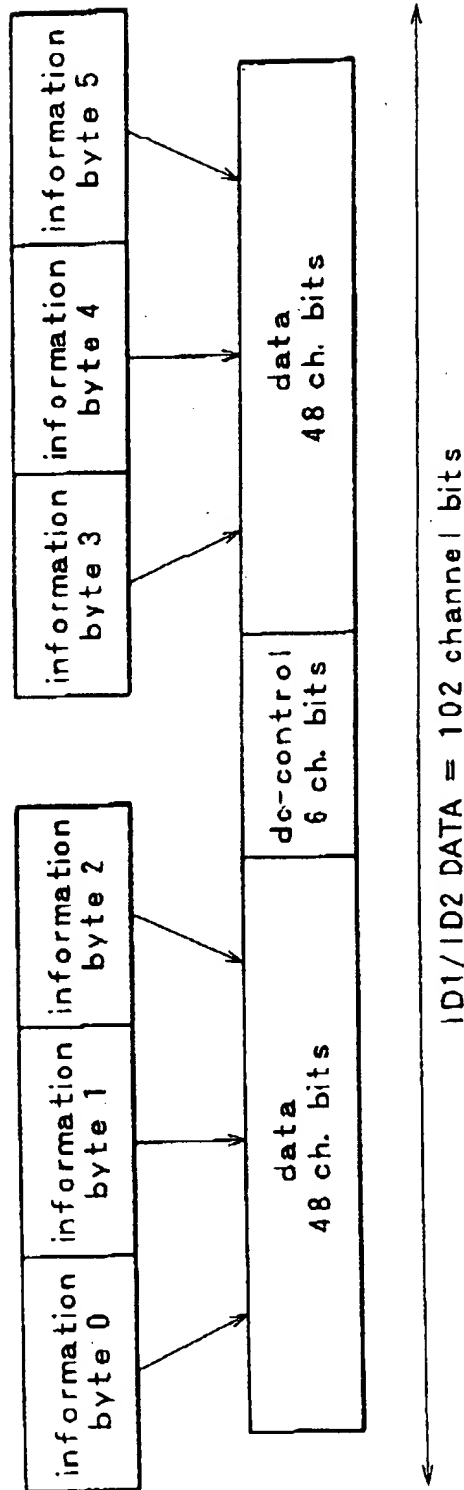 information
byte 0
information
byte 1
information
byte 2
information
byte 3
information
byte 4
information
byte 5
data
48 ch. bits
dc-control
6 ch. bits
data
48 ch. bits
ID1/ID2 DATA = 102 channel bits